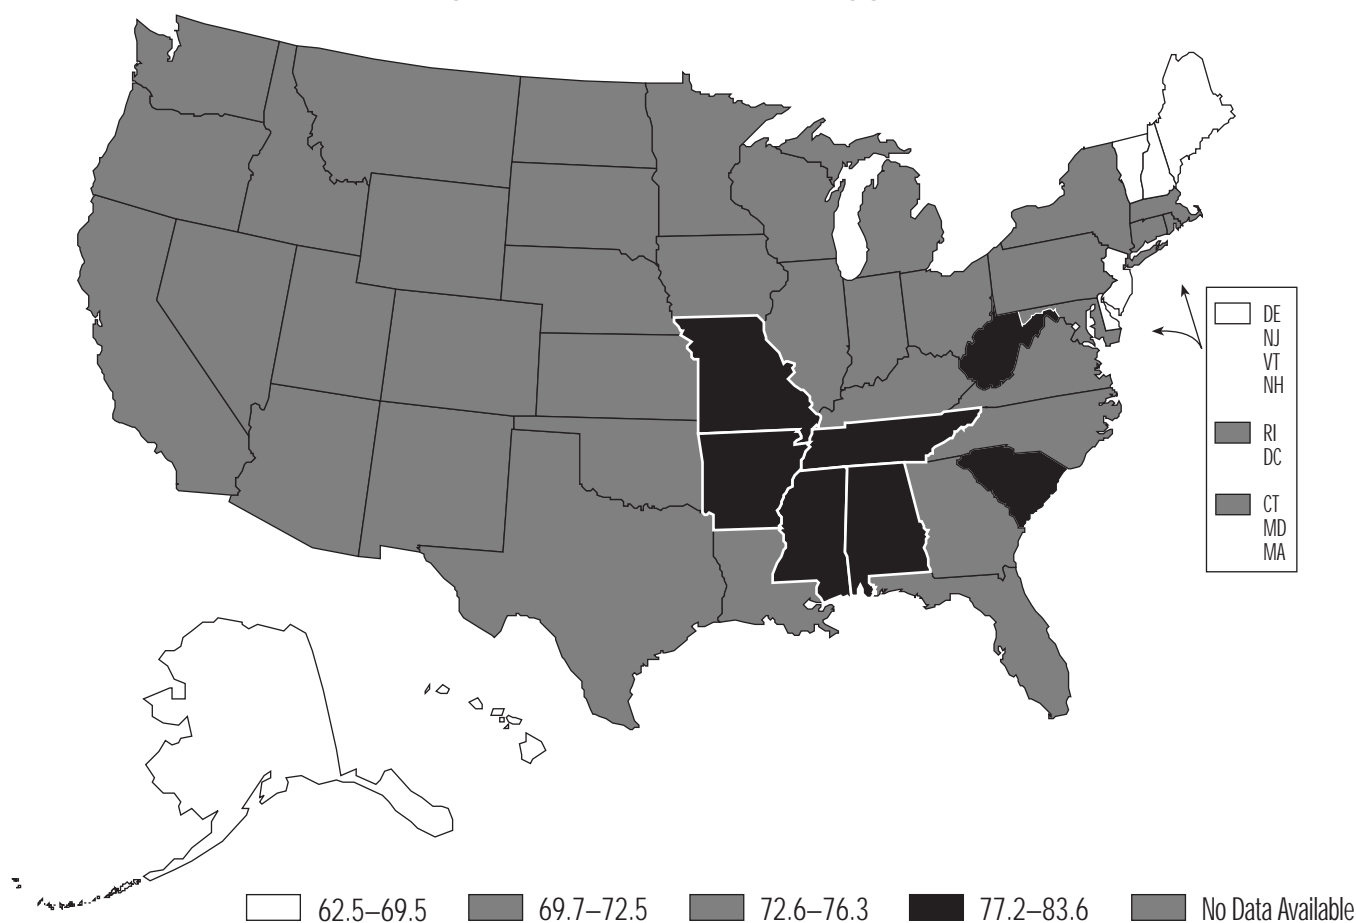 DE
NJ
VT
NH
RI
DC
CT
MD
MA
62.5–69.5
69.7–72.5
72.6–76.3
77.2–83.6
No Data Available